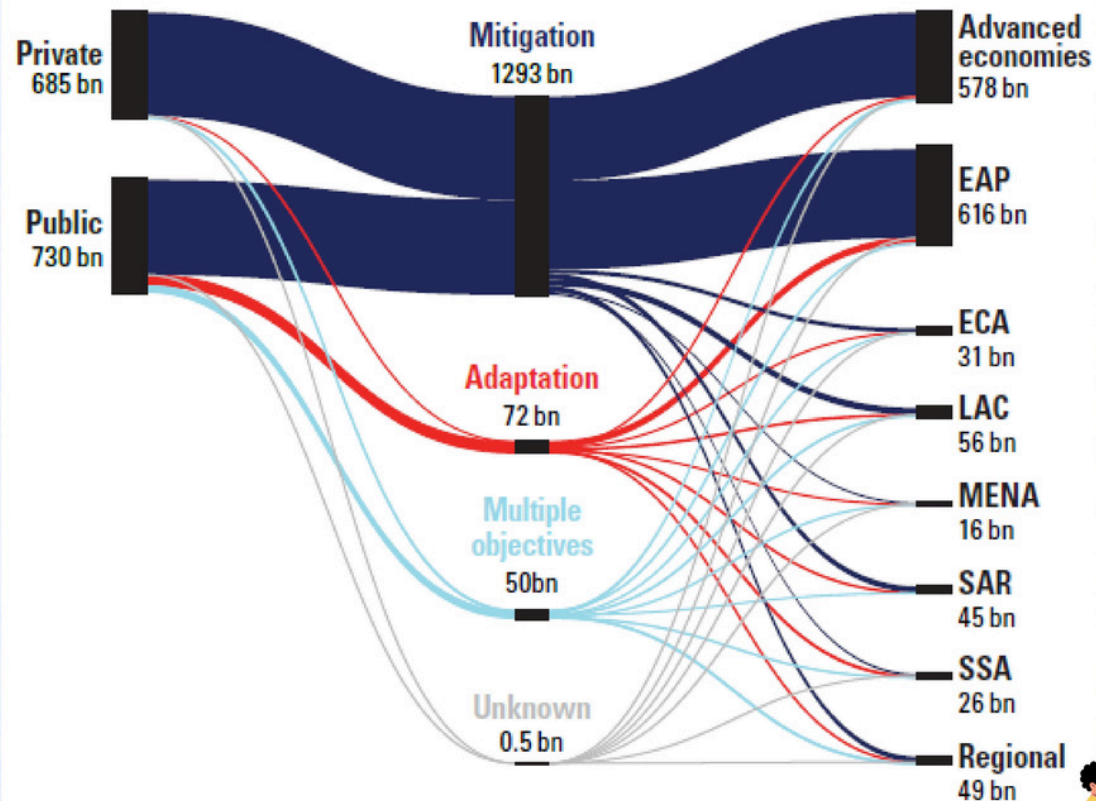 Private
685 bn
Public
730 bn
Mitigation
1293 bn
Adaptation
72 bn
Multiple
objectives
50bn
Unknown
0.5 bn
Advanced
economies
578 bn
EAP
616 bn
ECA
31 bn
LAC
56 bn
MENA
16 bn
SAR
45 bn
SSA
26 bn
Regional
49 bn